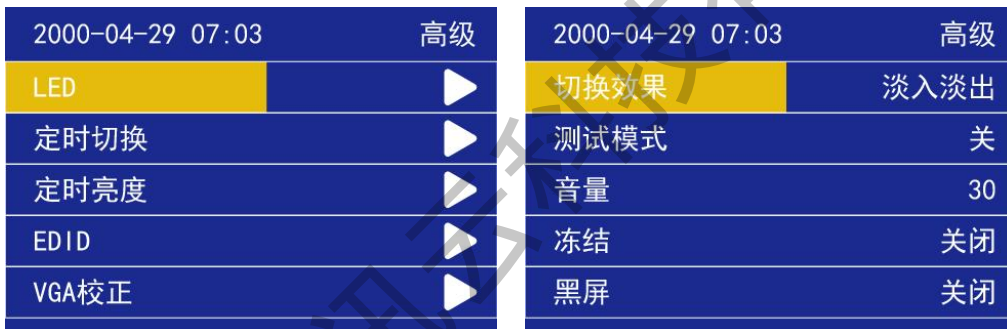 2000-04-29 07:03 高级
LED
定时切换
定时亮度
EDID
VGA校正
2000-04-29 07:03 高级
切换效果 淡入淡出
测试模式 关
音量 30
冻结 关闭
黑屏 关闭